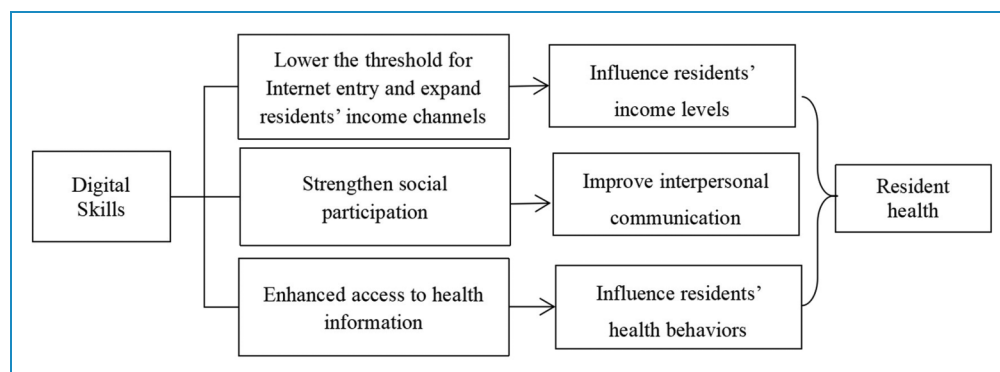 Digital
Skills
Lower the threshold for
Internet entry and expand
residents’ income channels
Influence residents’
income levels
Strengthen social
participation
Improve interpersonal
communication
Enhanced access to health
information
Influence residents’
health behaviors
Resident
health